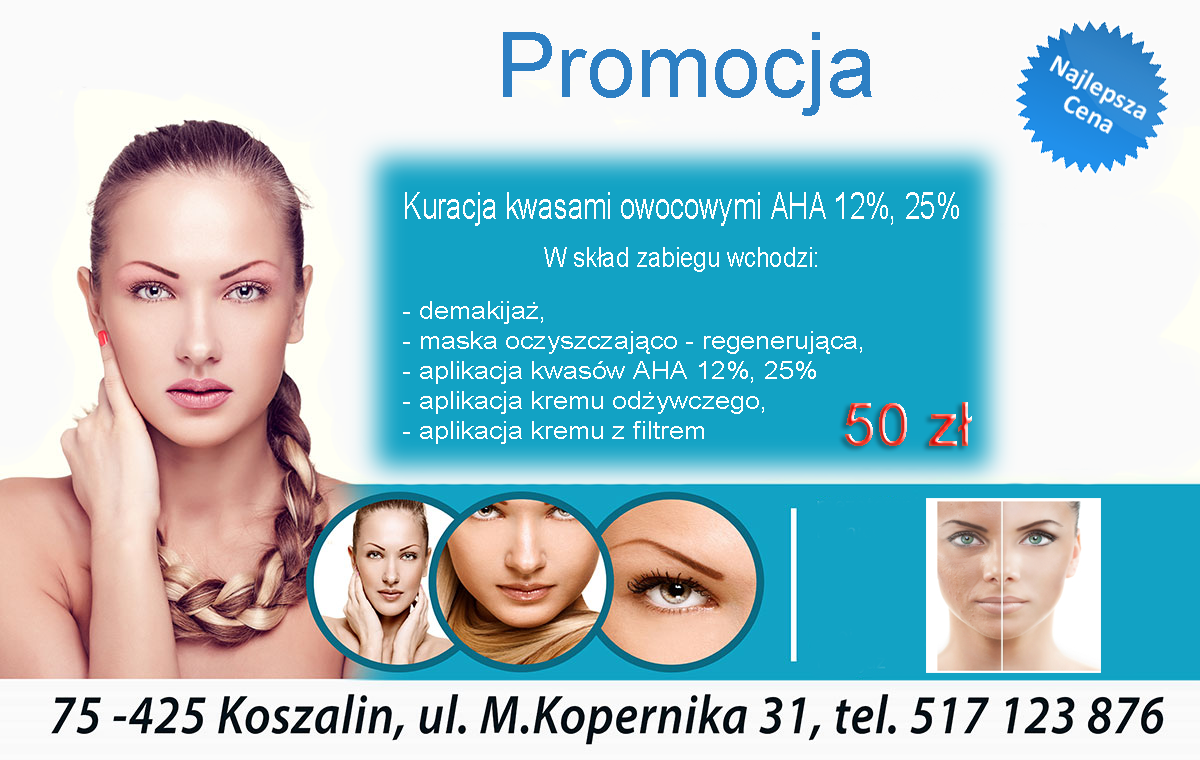 Promocja
Najlepsza
Cena
Kuracja kwasami owocowymi AHA 12%, 25%
W skład zabiegu wchodzi:
- demakijaż,
- maska oczyszczająco - regenerująca,
- aplikacja kwasów AHA 12%, 25%
- aplikacja kremu odżywczego,
- aplikacja kremu z filtrem
50 zł
75 -425 Koszalin, ul. M.Kopernika 31, tel. 517 123 876